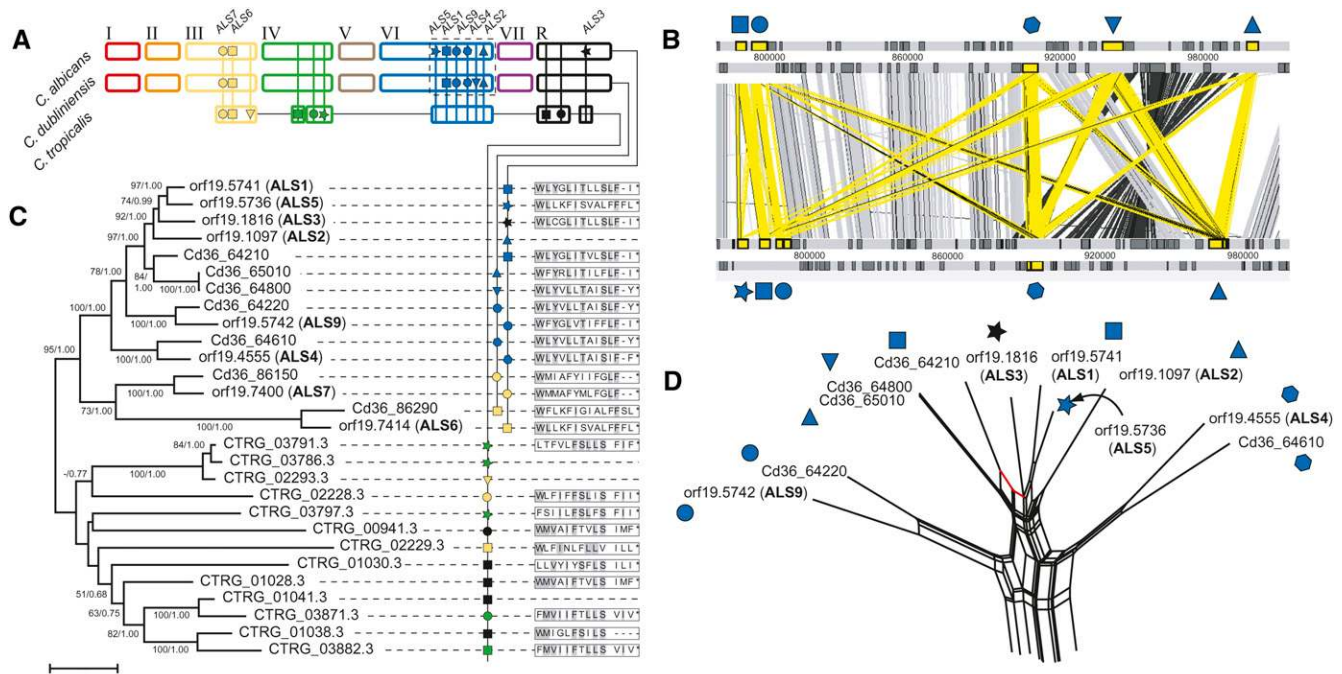 A
I II III IV V VI VII R
ALS7
ALS6
ALS5
ALS1
ALS9
ALS4
ALS2
ALS3
C. albicans
C. dubliniensis
C. tropicalis
B
800000 860000 920000 980000
800000 860000 920000 980000
C
97/1.00
74/0.99
92/1.00
97/1.00
78/1.00
84/1.00
100/1.00
100/1.00
100/1.00
95/1.00
100/1.00
73/1.00
100/1.00
84/1.00
-/0.77
100/1.00
51/0.68
63/0.75
100/1.00
82/1.00
100/1.00
orf19.5741 (ALS1) WLYGLITLLSLF-I*
orf19.5736 (ALS5) WLLKFISVALFFFL
orf19.1816 (ALS3) WLCGLITLLSLF-I*
orf19.1097 (ALS2)
Cd36_64210 WLYGLITVLSLF-I*
Cd36_65010 WFYRLITILFLF-I*
Cd36_64800 WLYVLLTAISLF-Y*
Cd36_64220 WLYVLLTAISLF-Y*
orf19.5742 (ALS9) WFYGLVTIFFLF-I*
Cd36_64610 WLYVLLTAISLF-Y*
orf19.4555 (ALS4) WLYVLLTAISIF-F*
Cd36_86150 WMIAFYIIFGLF--*
orf19.7400 (ALS7) WMMAFYMLFGLF--*
Cd36_86290 WFLKFIGIALFFSL*
orf19.7414 (ALS6) WLLKFISVALFFVL*
CTRG_03791.3 LTFVLFSLLS FIF*
CTRG_03786.3
CTRG_02293.3
CTRG_02228.3 WLFIFFSLIS FII*
CTRG_03797.3 FSIILFSLFS FII*
CTRG_00941.3 WMVAIFTVLS IMF*
CTRG_02229.3 WLFINLFLLV ILL*
CTRG_01030.3 LLVYIYSFLS ILI*
CTRG_01028.3 WMVAIFTVLS IMF*
CTRG_01041.3
CTRG_03871.3 FMVIIFTLLS VIV*
CTRG_01038.3 WMIGLFSILS ----
CTRG_03882.3 FMVIIFTLLS VIV*
D
Cd36_64210
orf19.1816
(ALS3)
orf19.5741
(ALS1)
orf19.1097 (ALS2)
Cd36_64800
Cd36_65010
orf19.5736
(ALS5)
orf19.4555 (ALS4)
Cd36_64610
Cd36_64220
orf19.5742 (ALS9)